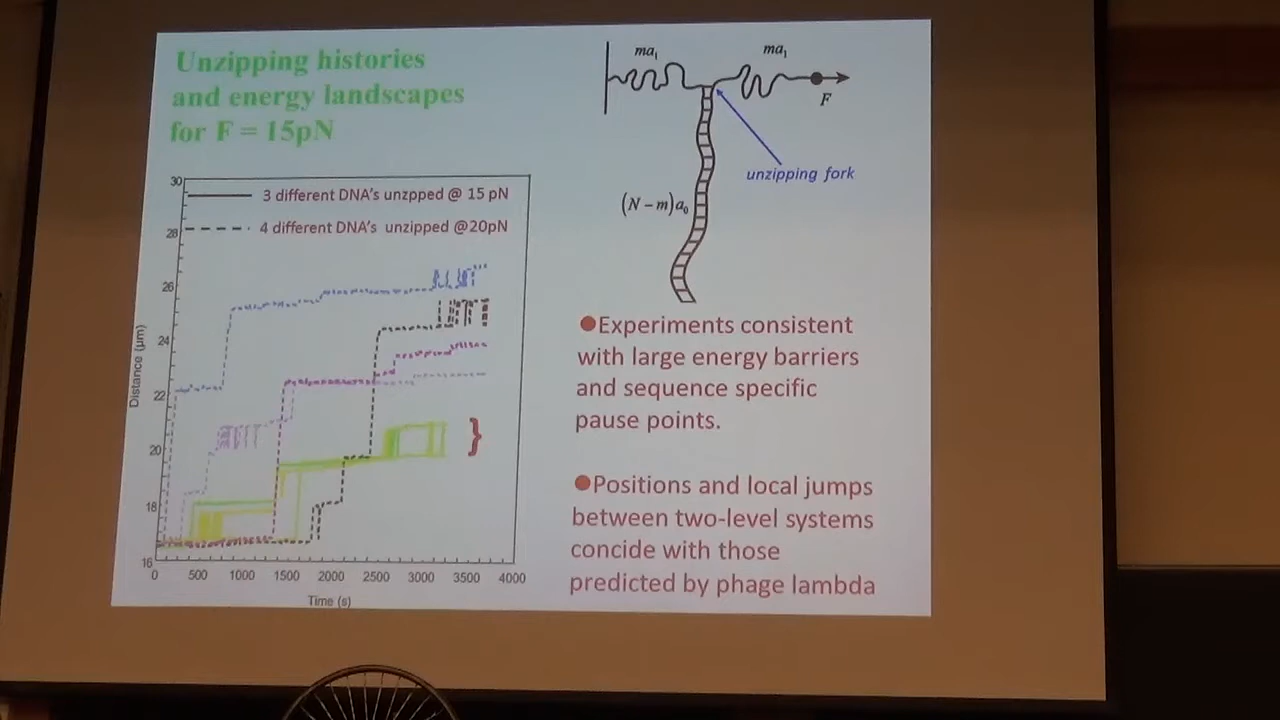 Unzipping histories
and energy landscapes
for F = 15pN
3 different DNA's unzpped @ 15 pN
4 different DNA's unzipped @20pN
30
28
26
24
22
20
18
16
Distance (μm)
0 500 1000 1500 2000 2500 3000 3500 4000
Time (s)
}
ma₁ ma₁
F
unzipping fork
(N – m)a₀
●Experiments consistent
with large energy barriers
and sequence specific
pause points.
●Positions and local jumps
between two-level systems
concide with those
predicted by phage lambda